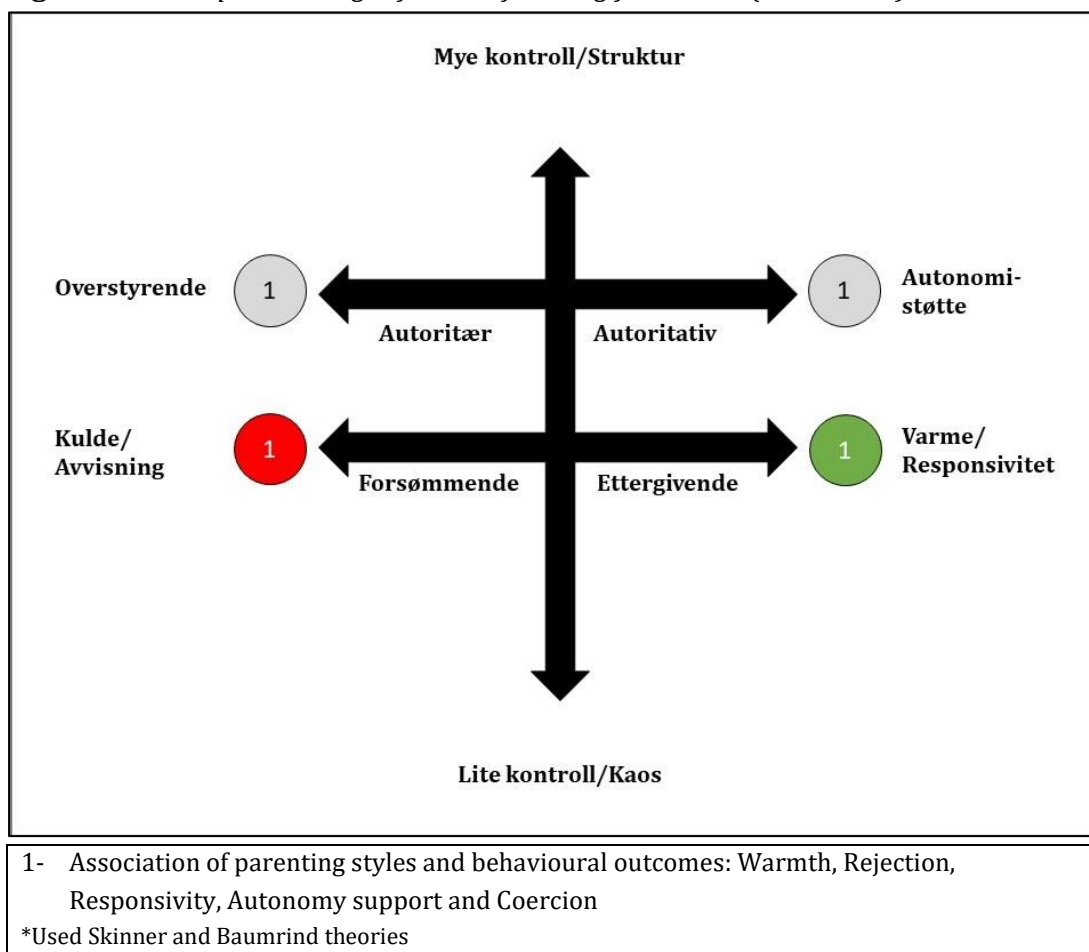 Mye kontroll/Struktur
Overstyrende
1
1
Autonomi-
støtte
Autoritær
Autoritativ
Kulde/
Avvisning
1
1
Varme/
Responsivitet
Forsømmende
Ettergivende
Lite kontroll/Kaos
1- Association of parenting styles and behavioural outcomes: Warmth, Rejection,
Responsivity, Autonomy support and Coercion
*Used Skinner and Baumrind theories